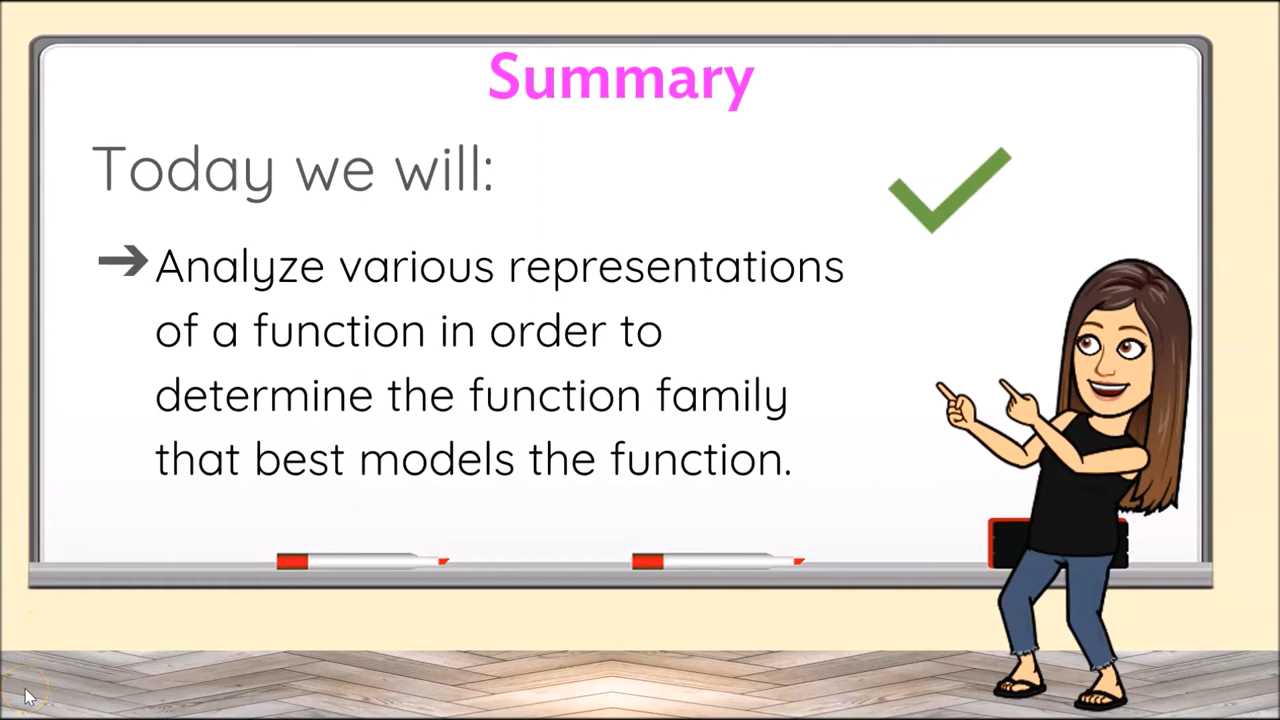 Summary
Today we will:
➔ Analyze various representations
of a function in order to
determine the function family
that best models the function.